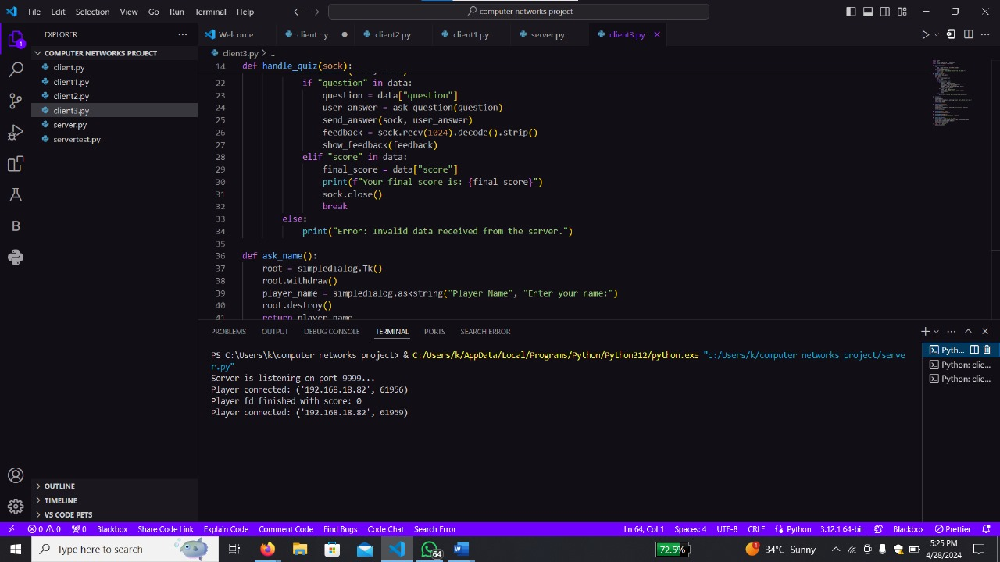 File Edit Selection View Go Run Terminal Help computer networks project
EXPLORER
1
COMPUTER NETWORKS PROJECT
client.py
client1.py
client2.py
client3.py
server.py
servertest.py
OUTLINE
TIMELINE
VS CODE PETS
Welcome client.py client2.py client1.py server.py client3.py
client3.py > ...
14 def handle_quiz(sock):
22 if "question" in data:
23 question = data["question"]
24 user_answer = ask_question(question)
25 send_answer(sock, user_answer)
26 feedback = sock.recv(1024).decode().strip()
27 show_feedback(feedback)
28 elif "score" in data:
29 final_score = data["score"]
30 print(f"Your final score is: {final_score}")
31 sock.close()
32 break
33 else:
34 print("Error: Invalid data received from the server.")
35
36 def ask_name():
37 root = simpledialog.Tk()
38 root.withdraw()
39 player_name = simpledialog.askstring("Player Name", "Enter your name:")
40 root.destroy()
41 return player_name
PROBLEMS OUTPUT DEBUG CONSOLE TERMINAL PORTS SEARCH ERROR
PS C:\Users\k\computer networks project> & C:/Users/k/AppData/Local/Programs/Python/Python312/python.exe "c:/Users/k/computer networks project/serve
r.py"
Server is listening on port 9999...
Player connected: ('192.168.18.82', 61956)
Player fd finished with score: 0
Player connected: ('192.168.18.82', 61959)
Pyth...
Python: clie...
Python: clie...
0 0 0 Blackbox Share Code Link Explain Code Comment Code Find Bugs Code Chat Search Error Ln 64, Col 1 Spaces: 4 UTF-8 CRLF Python 3.12.1 64-bit Blackbox Prettier
Type here to search 64 72.5% 1 34°C Sunny 5:25 PM
4/28/2024